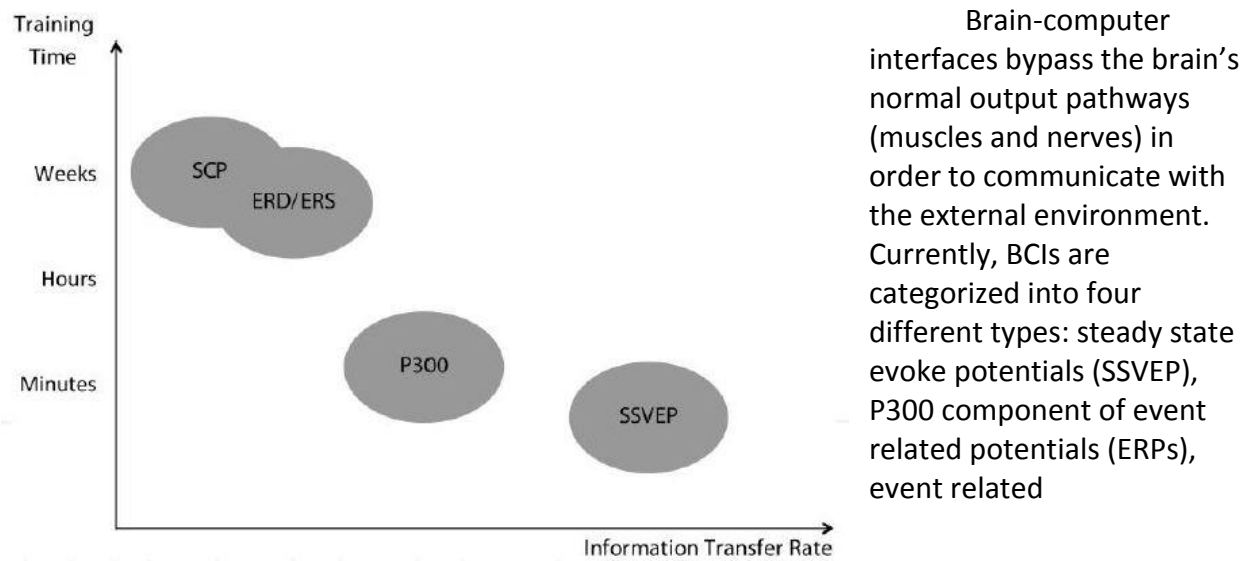 Training
Time
Weeks
Hours
Minutes
SCP
ERD/ERS
P300
SSVEP
Information Transfer Rate
Brain-computer
interfaces bypass the brain’s
normal output pathways
(muscles and nerves) in
order to communicate with
the external environment.
Currently, BCIs are
categorized into four
different types: steady state
evoke potentials (SSVEP),
P300 component of event
related potentials (ERPs),
event related